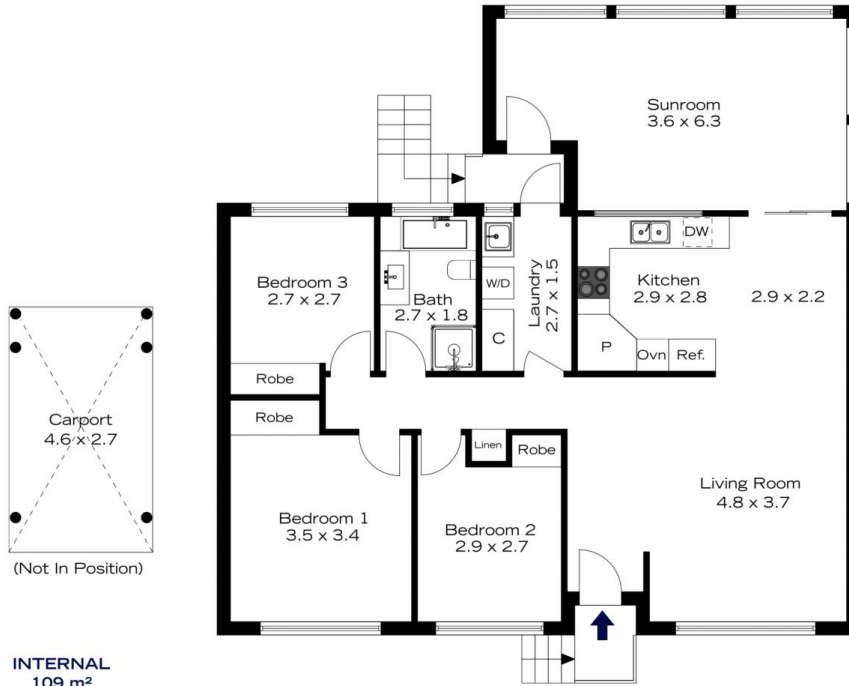 Sunroom
3.6 x 6.3
Bedroom 3
2.7 x 2.7
Bath
2.7 x 1.8
W/D
C
Laundry
2.7 x 1.5
DW
Kitchen
2.9 x 2.8
2.9 x 2.2
P
Ovn
Ref.
Robe
Robe
Carport
4.6 x 2.7
(Not In Position)
Linen
Robe
Living Room
4.8 x 3.7
Bedroom 1
3.5 x 3.4
Bedroom 2
2.9 x 2.7
INTERNAL
109 m²